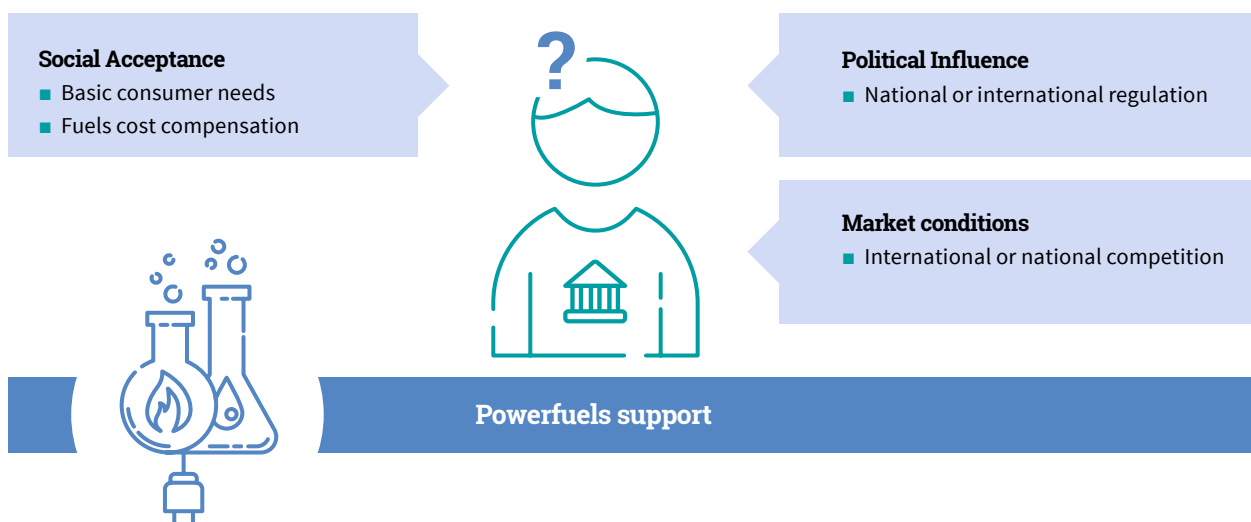 Social Acceptance
■ Basic consumer needs
■ Fuels cost compensation
?
Political Influence
■ National or international regulation
Market conditions
■ International or national competition
Powerfuels support